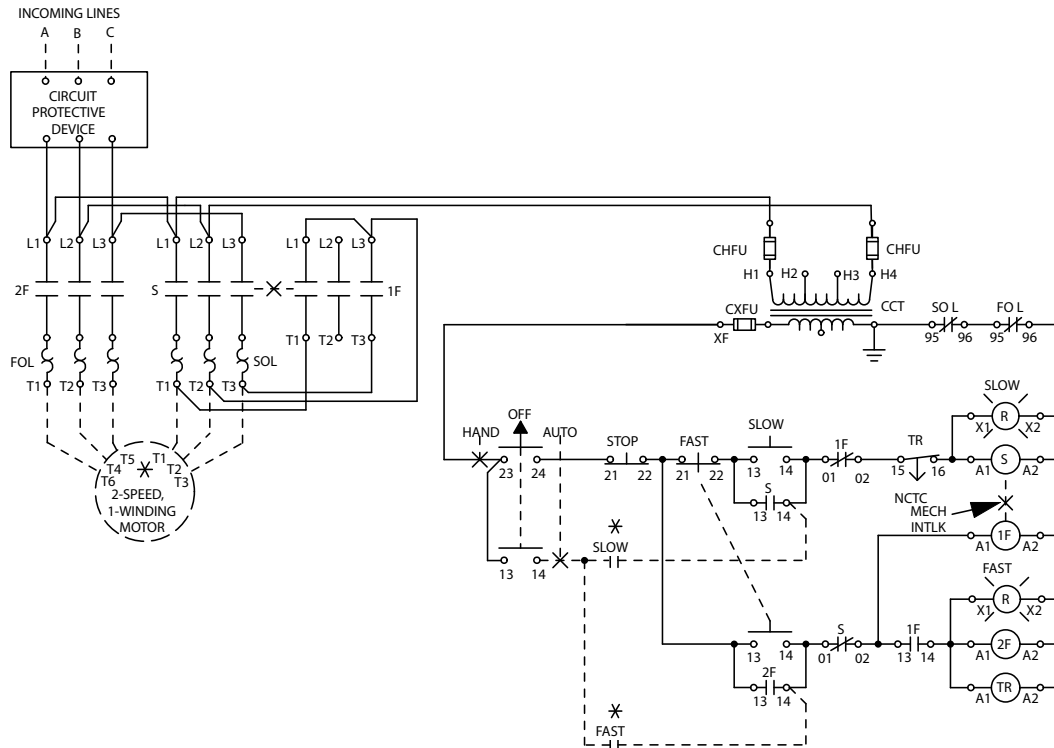 INCOMING LINES
A B C
CIRCUIT
PROTECTIVE
DEVICE
L1 L2 L3 L1 L2 L3 L1 L2 L3
CHFU CHFU
H1 H2 H3 H4
2F S 1F
CCT
CXFU
XF
SO L FO L
95 96 95 96
T1 T2 T3
FOL SOL
T1 T2 T3 T1 T2 T3
SLOW
R
X1 X2
OFF
HAND AUTO
STOP FAST SLOW
1F TR
23 24 21 22 21 22 13 14 01 02 15 16
A1 S A2
S
13 14
T5 T1
T4 T2
T6 T3
2-SPEED,
1-WINDING
MOTOR
NCTC
MECH
INTLK
A1 1F A2
SLOW
13 14
FAST
R
X1 X2
S 1F
13 14 01 02 13 14
A1 2F A2
2F
13 14
TR
A1 A2
FAST